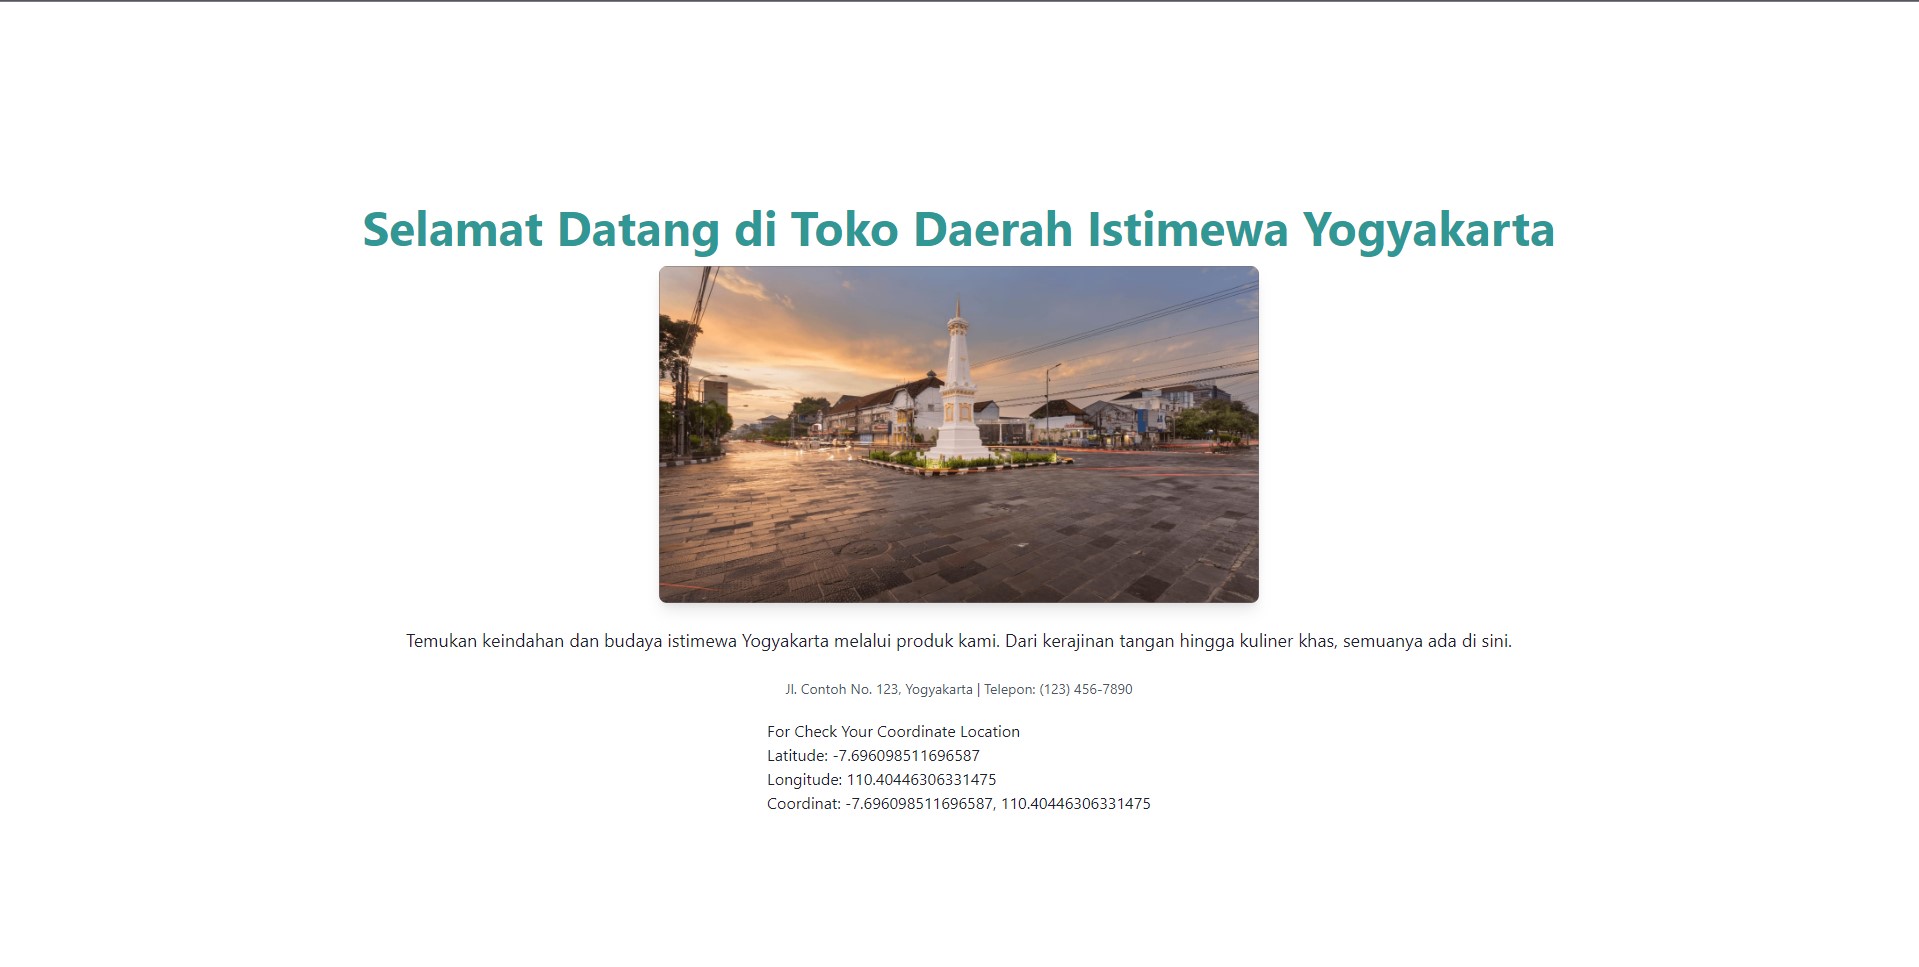 Selamat Datang di Toko Daerah Istimewa Yogyakarta
Temukan keindahan dan budaya istimewa Yogyakarta melalui produk kami. Dari kerajinan tangan hingga kuliner khas, semuanya ada di sini.
Jl. Contoh No. 123, Yogyakarta | Telepon: (123) 456-7890
For Check Your Coordinate Location
Latitude: -7.696098511696587
Longitude: 110.40446306331475
Coordinat: -7.696098511696587, 110.40446306331475